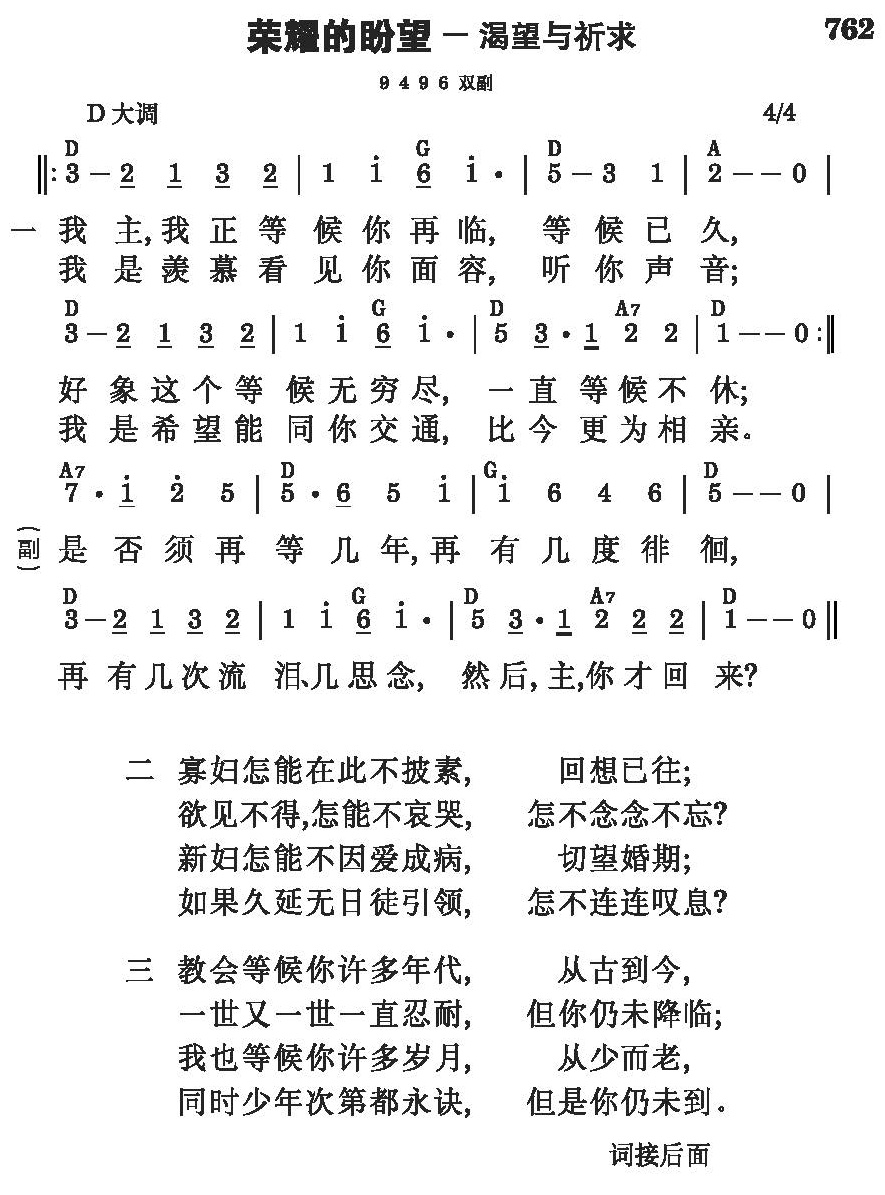 荣耀的盼望 — 渴望与祈求 762
9 4 9 6 双副
D 大调 4/4
D G D A
‖: 3 — 2 1 3 2 | 1 i 6 i · | 5 — 3 1 | 2 — — 0 |
一 我 主,我 正 等 候 你 再 临, 等 候 已 久,
我 是 羡 慕 看 见 你 面 容, 听 你 声 音;
D G D A7 D
3 — 2 1 3 2 | 1 i 6 i · | 5 3 · 1 2 2 | 1 — — 0 :‖
好 象 这 个 等 候 无 穷 尽, 一 直 等 候 不 休;
我 是 希 望 能 同 你 交 通, 比 今 更 为 相 亲。
A7 D G D
7 · i 2̇ 5 | 5 · 6 5 i | i 6 4 6 | 5 — — 0 |
(副) 是 否 须 再 等 几 年,再 有 几 度 徘 徊,
D G D A7 D
3 — 2 1 3 2 | 1 i 6 i · | 5 3 · 1 2 2 2 | 1 — — 0 ‖
再 有 几 次 流 泪、几 思 念, 然 后, 主,你 才 回 来?
二 寡妇怎能在此不披素, 回想已往;
欲见不得,怎能不哀哭, 怎不念念不忘?
新妇怎能不因爱成病, 切望婚期;
如果久延无日徒引领, 怎不连连叹息?
三 教会等候你许多年代, 从古到今,
一世又一世一直忍耐, 但你仍未降临;
我也等候你许多岁月, 从少而老,
同时少年次第都永诀, 但是你仍未到。
词接后面